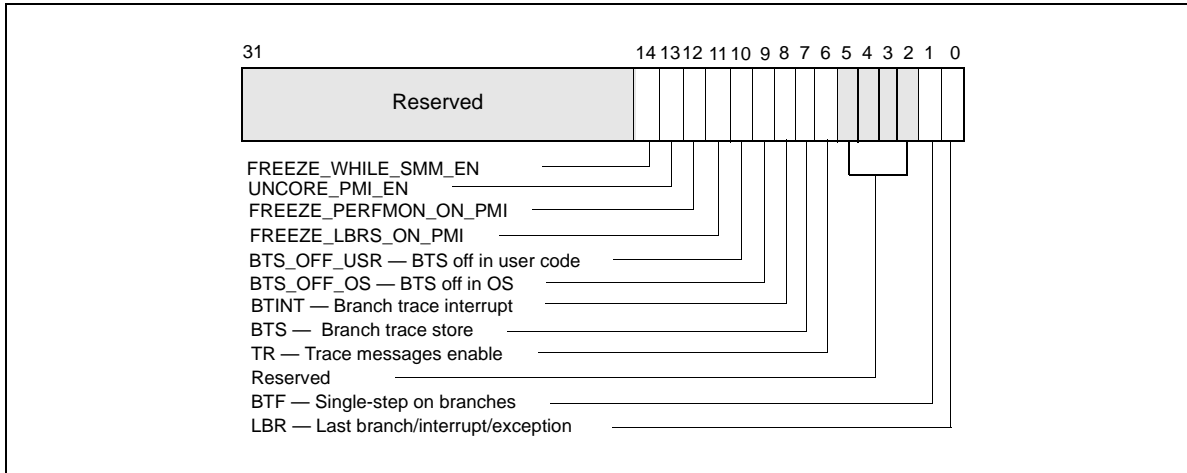 31 14 13 12 11 10 9 8 7 6 5 4 3 2 1 0
Reserved
FREEZE_WHILE_SMM_EN
UNCORE_PMI_EN
FREEZE_PERFMON_ON_PMI
FREEZE_LBRS_ON_PMI
BTS_OFF_USR — BTS off in user code
BTS_OFF_OS — BTS off in OS
BTINT — Branch trace interrupt
BTS — Branch trace store
TR — Trace messages enable
Reserved
BTF — Single-step on branches
LBR — Last branch/interrupt/exception